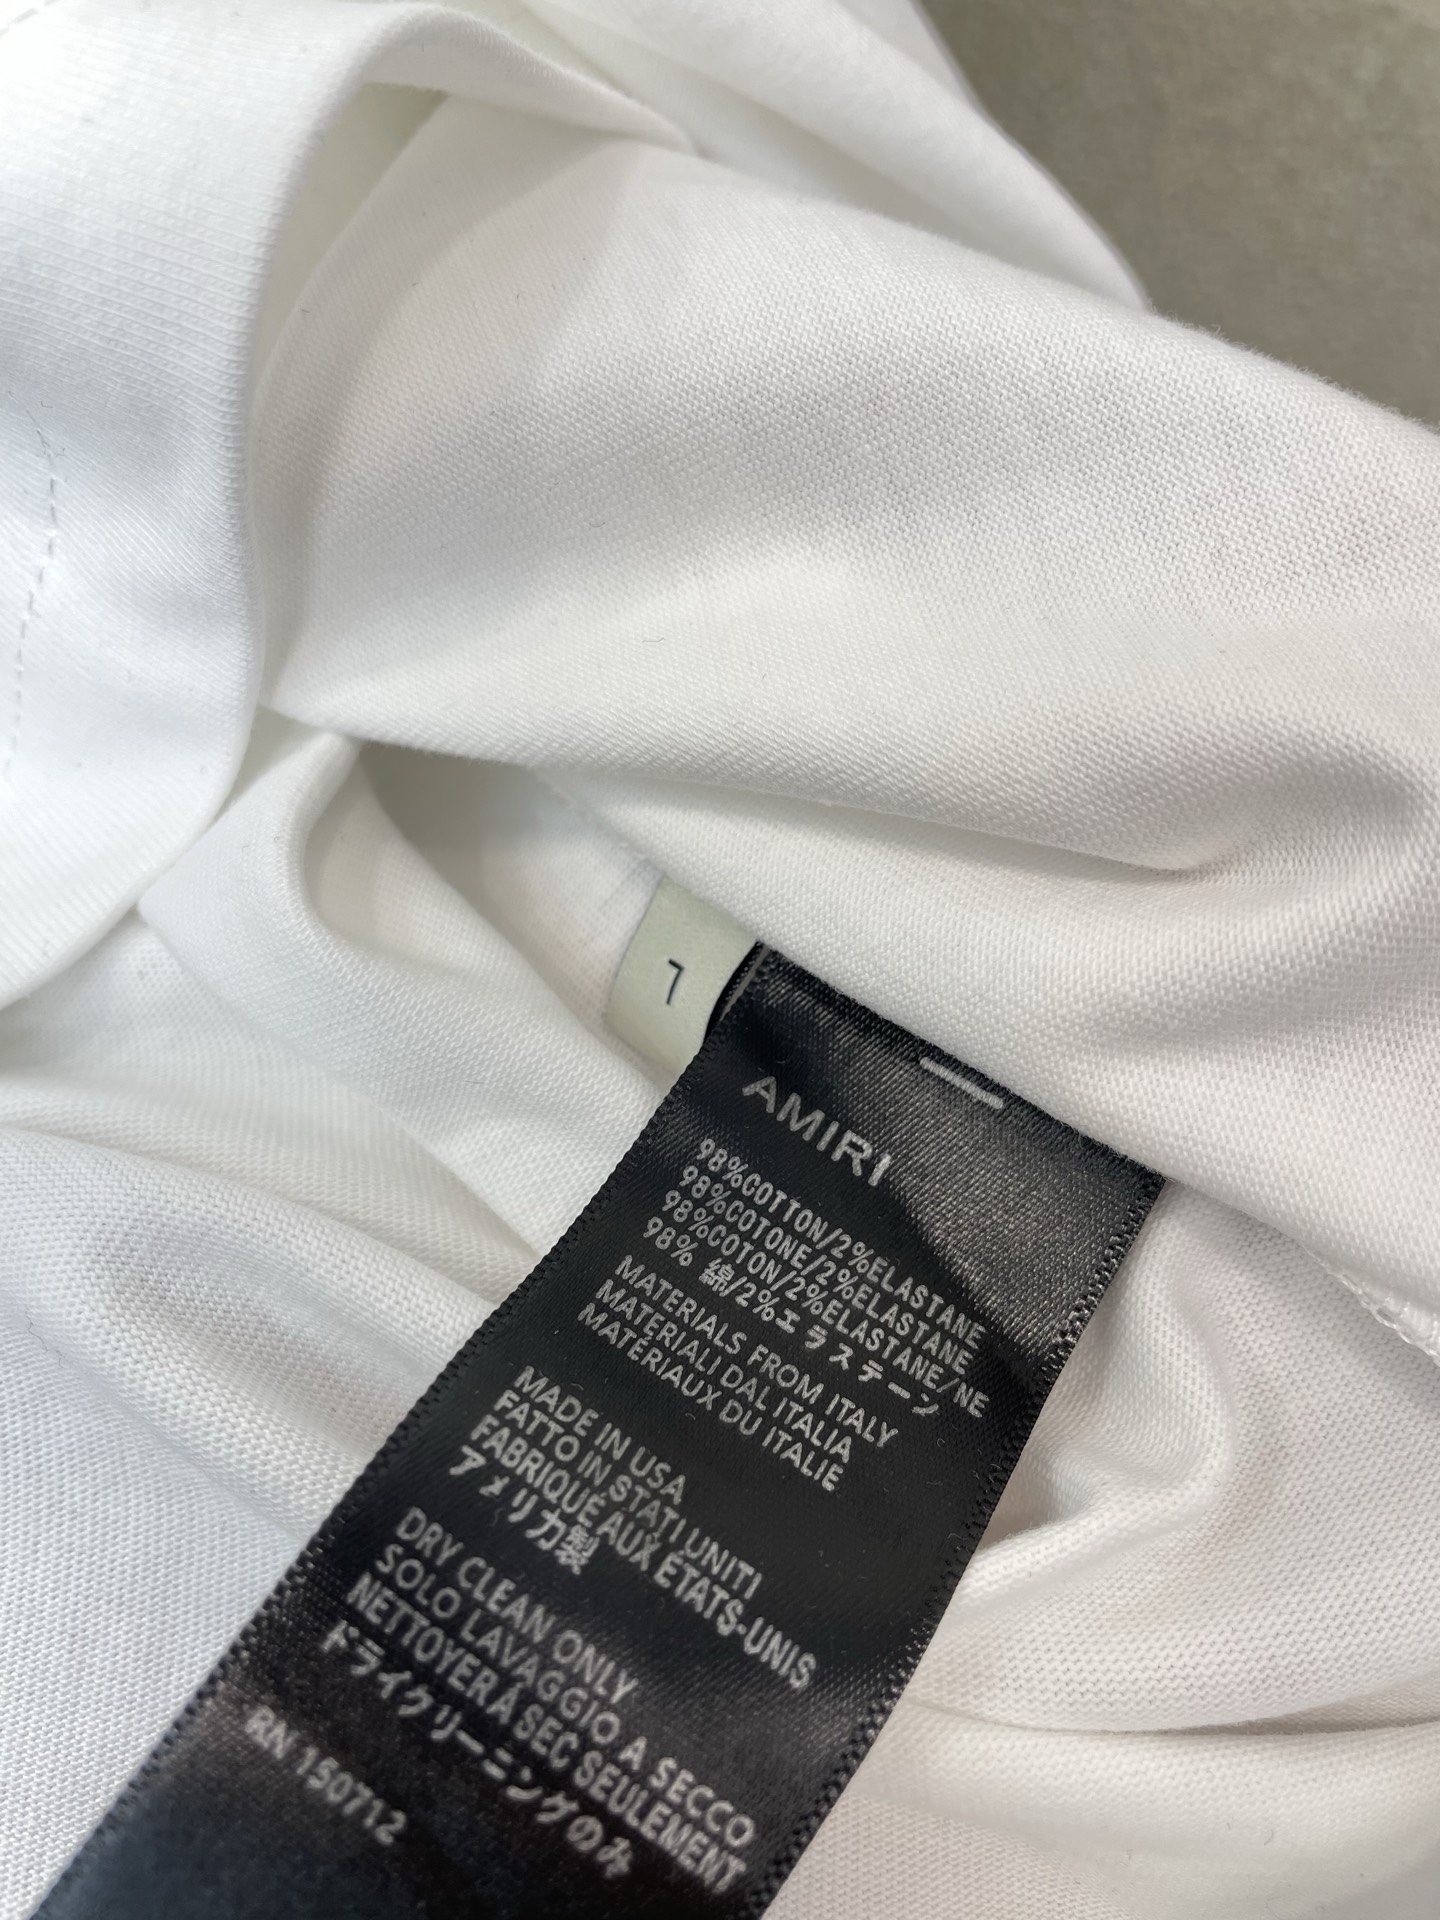 L
AMIRI
98%COTTON/2%ELASTANE
98%COTONE/2%ELASTANE
98%COTON/2%ELASTANE/NE
98% 綿/2%エラステーン
MATERIALS FROM ITALY
MATERIALI DAL ITALIA
MATÉRIAUX DU ITALIE
MADE IN USA
FATTO IN STATI UNITI
FABRIQUÉ AUX ÉTATS-UNIS
アメリカ製
DRY CLEAN ONLY
SOLO LAVAGGIO A SECCO
NETTOYER À SEC SEULEMENT
ドライクリーニングのみ
RN 150712